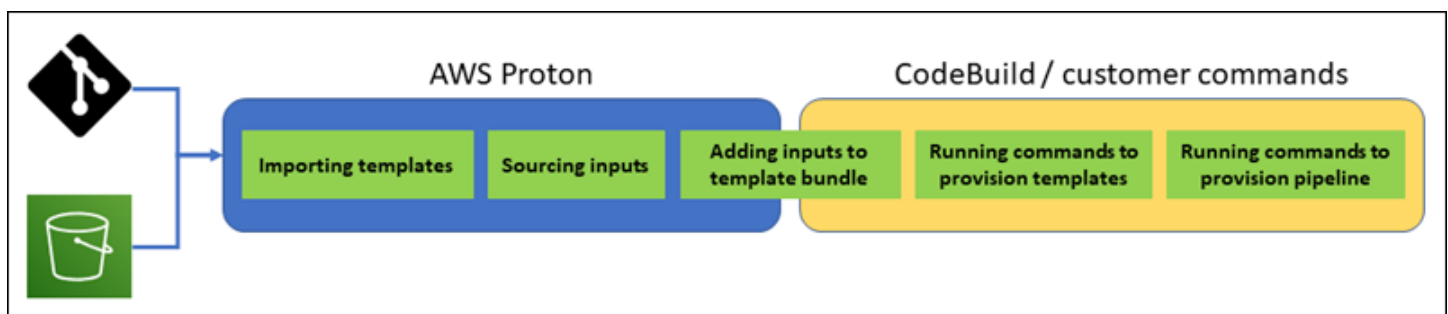 AWS Proton
CodeBuild / customer commands
Importing templates
Sourcing inputs
Adding inputs to
template bundle
Running commands to
provision templates
Running commands to
provision pipeline